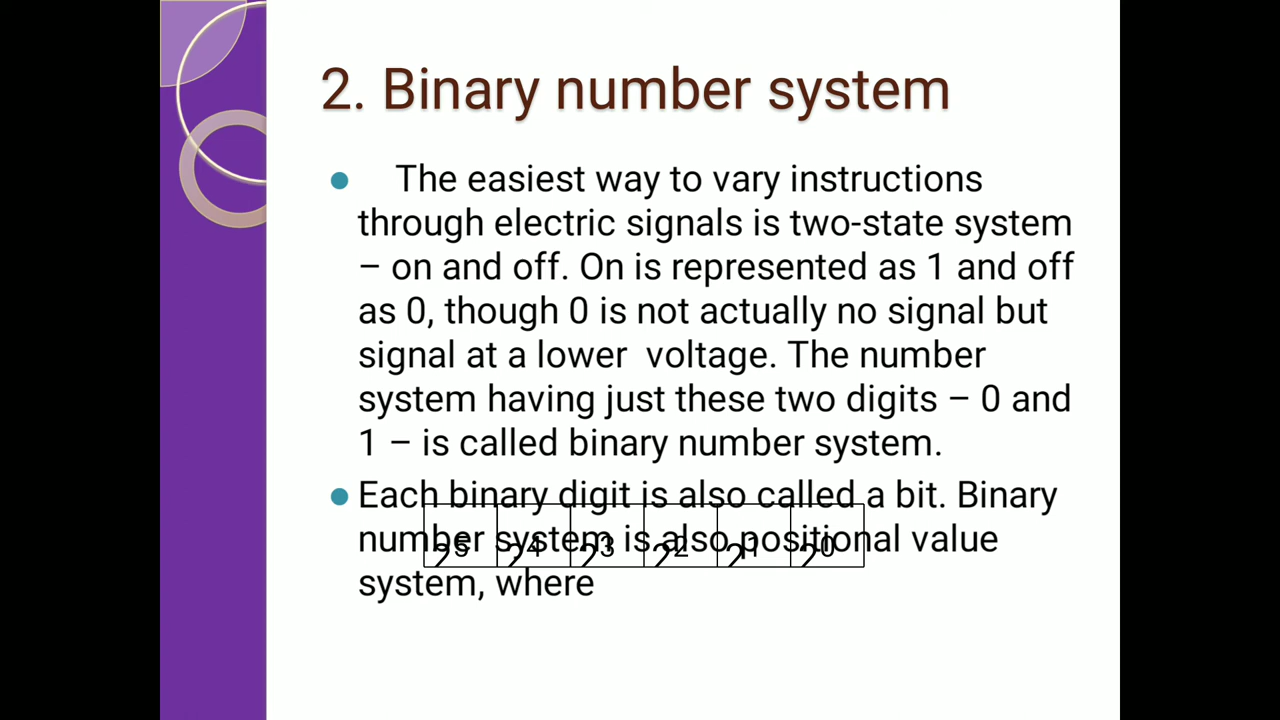 2. Binary number system
The easiest way to vary instructions
through electric signals is two-state system
– on and off. On is represented as 1 and off
as 0, though 0 is not actually no signal but
signal at a lower voltage. The number
system having just these two digits – 0 and
1 – is called binary number system.
Each binary digit is also called a bit. Binary
number system is also positional value
system, where
2⁵ 2⁴ 2³ 2² 2¹ 2⁰